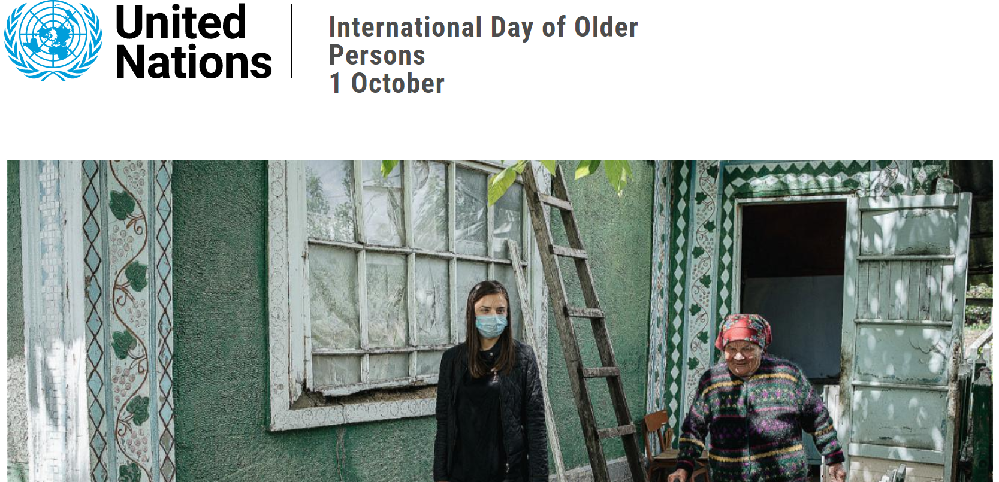 United
Nations
International Day of Older
Persons
1 October